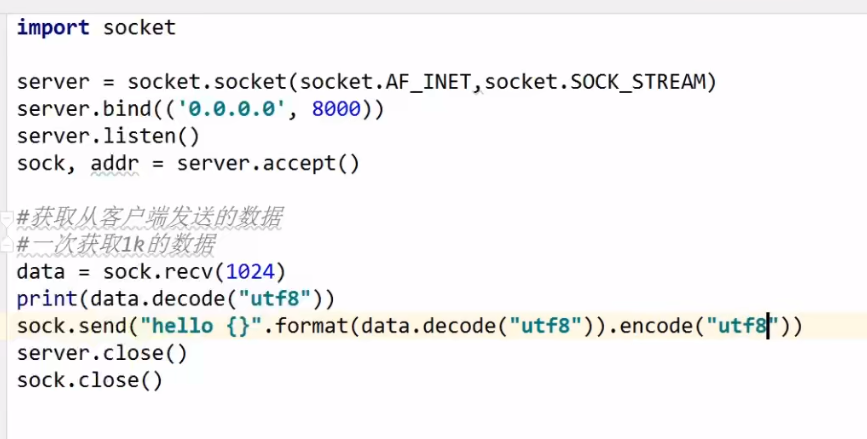 import socket
server = socket.socket(socket.AF_INET,socket.SOCK_STREAM)
server.bind(('0.0.0.0', 8000))
server.listen()
sock, addr = server.accept()
#获取从客户端发送的数据
#一次获取1k的数据
data = sock.recv(1024)
print(data.decode("utf8"))
sock.send("hello {}".format(data.decode("utf8")).encode("utf8"))
server.close()
sock.close()